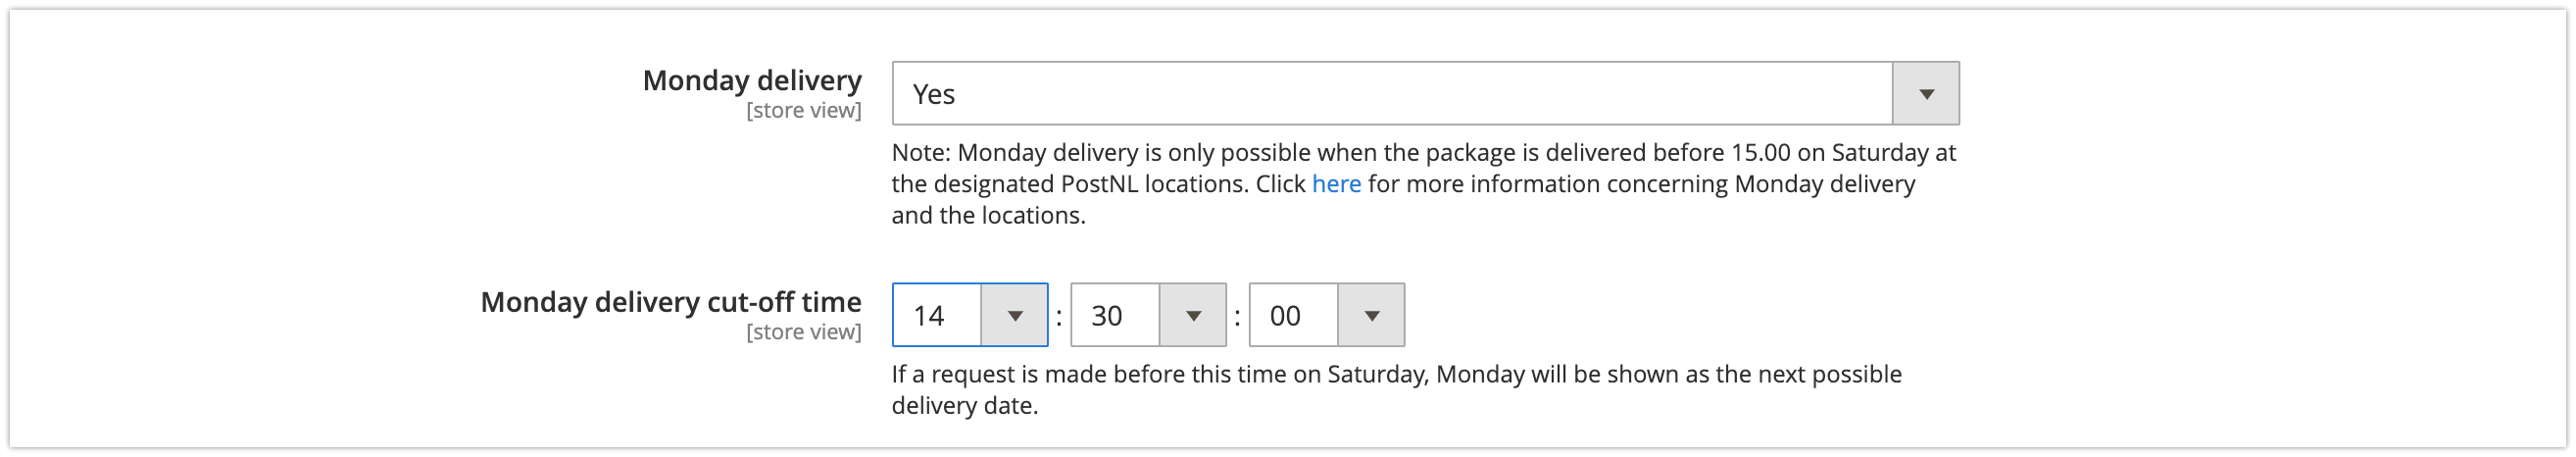 Monday delivery
[store view]
Yes
Note: Monday delivery is only possible when the package is delivered before 15.00 on Saturday at
the designated PostNL locations. Click here for more information concerning Monday delivery
and the locations.
Monday delivery cut-off time
[store view]
14 : 30 : 00
If a request is made before this time on Saturday, Monday will be shown as the next possible
delivery date.